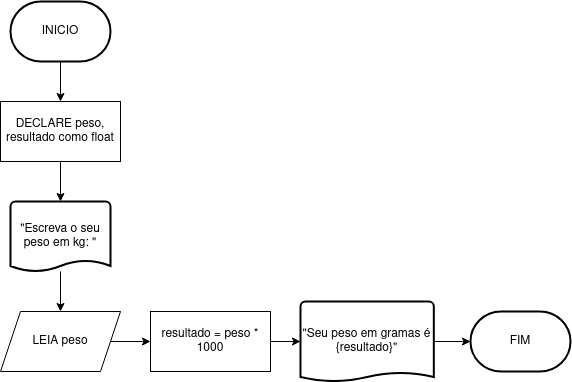 INICIO
DECLARE peso,
resultado como float
"Escreva o seu
peso em kg: "
LEIA peso
resultado = peso *
1000
"Seu peso em gramas é
{resultado}"
FIM